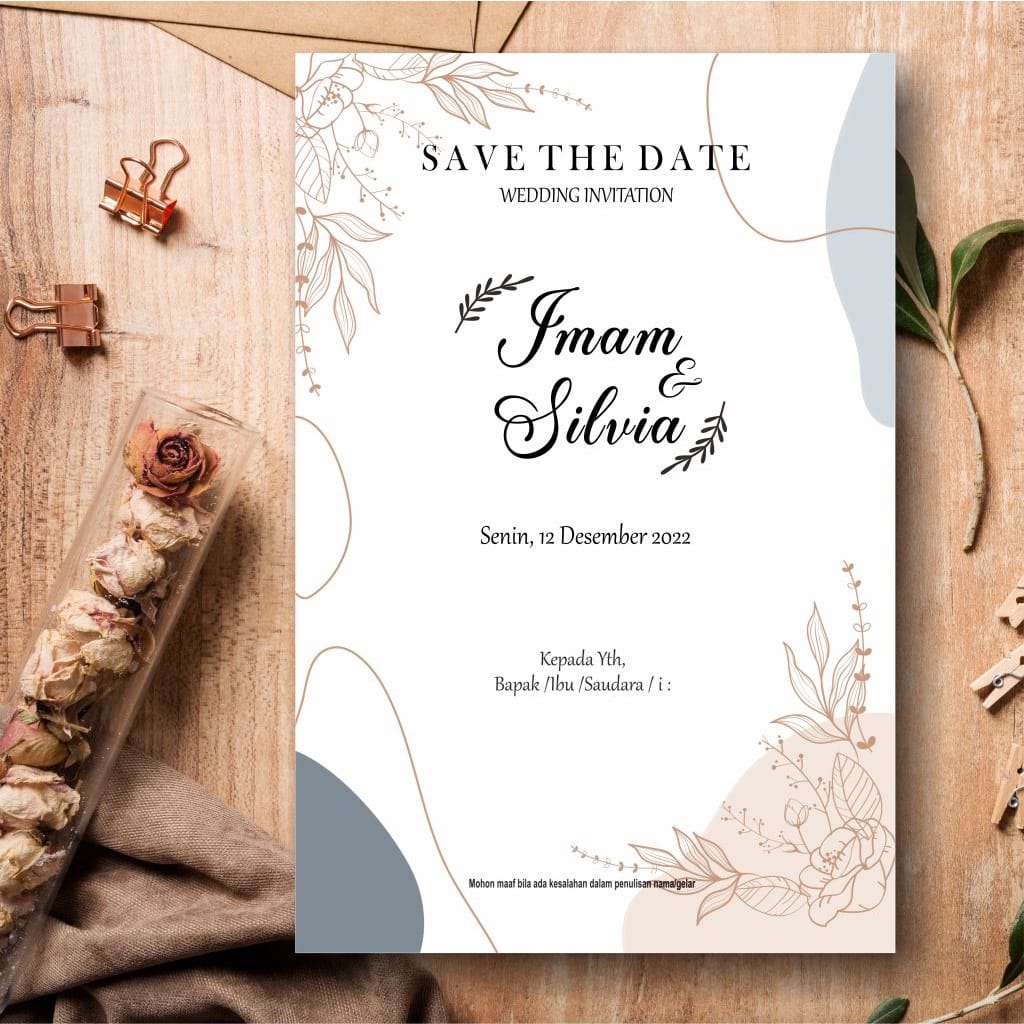 SAVE THE DATE
WEDDING INVITATION
Imam
&
Silvia
Senin, 12 Desember 2022
Kepada Yth,
Bapak /Ibu /Saudara / i :
Mohon maaf bila ada kesalahan dalam penulisan nama/gelar